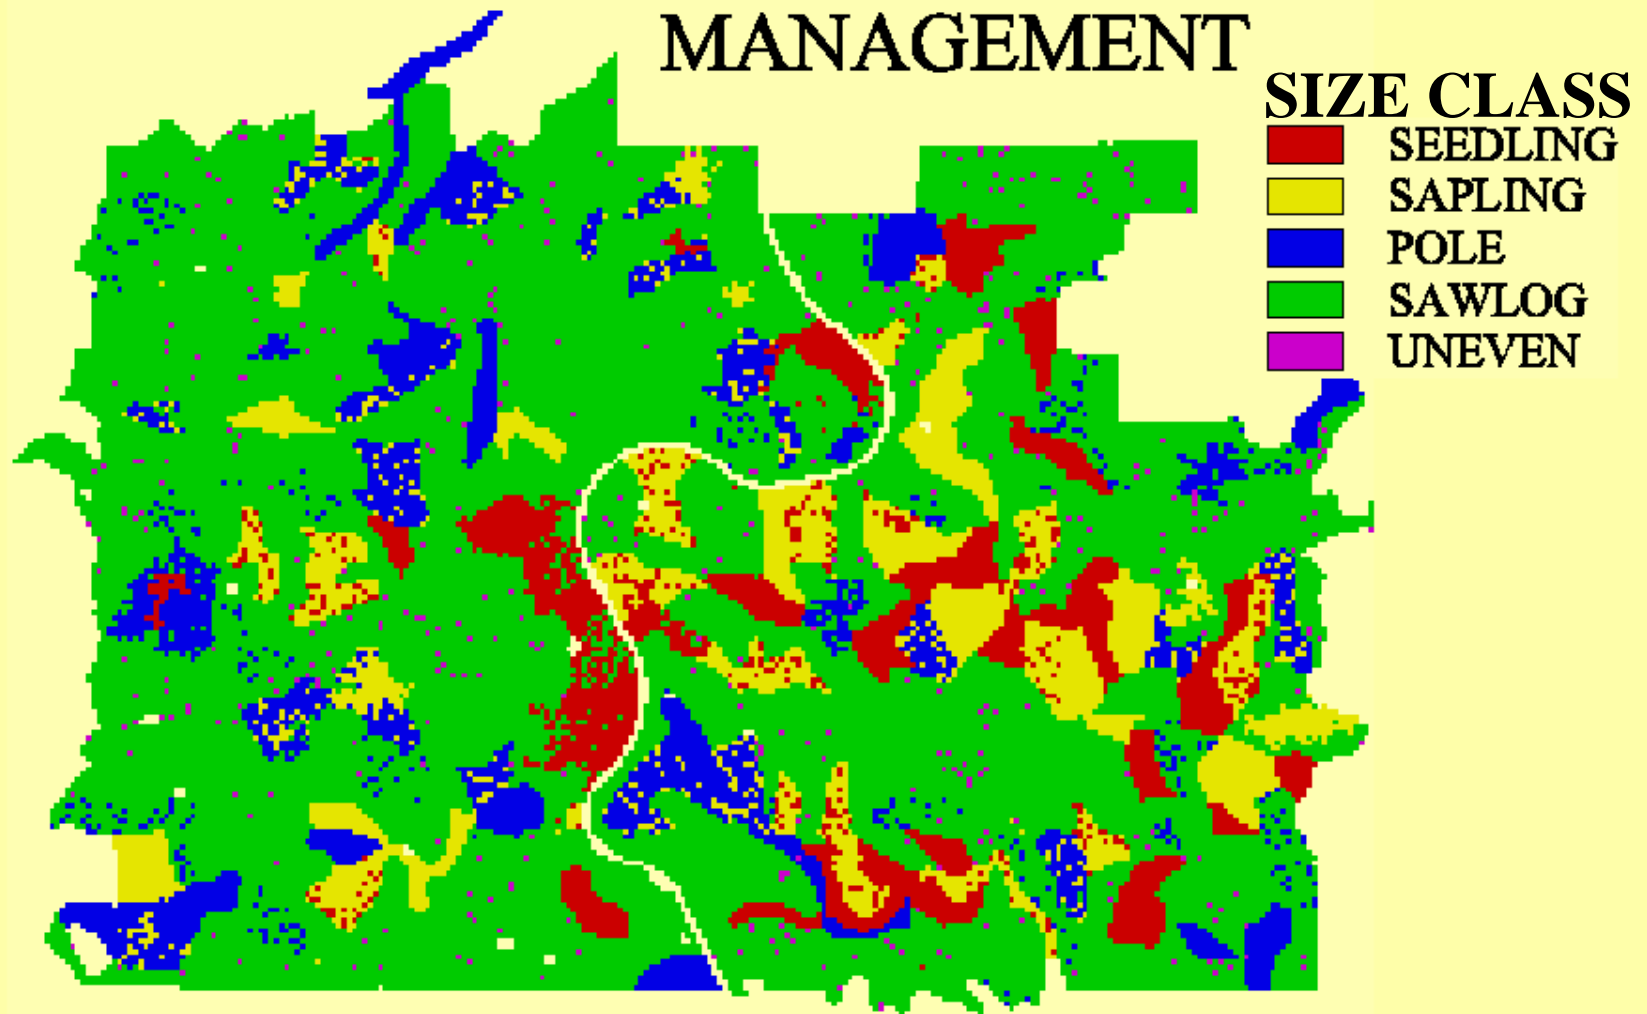 MANAGEMENT
SIZE CLASS
SEEDLING
SAPLING
POLE
SAWLOG
UNEVEN